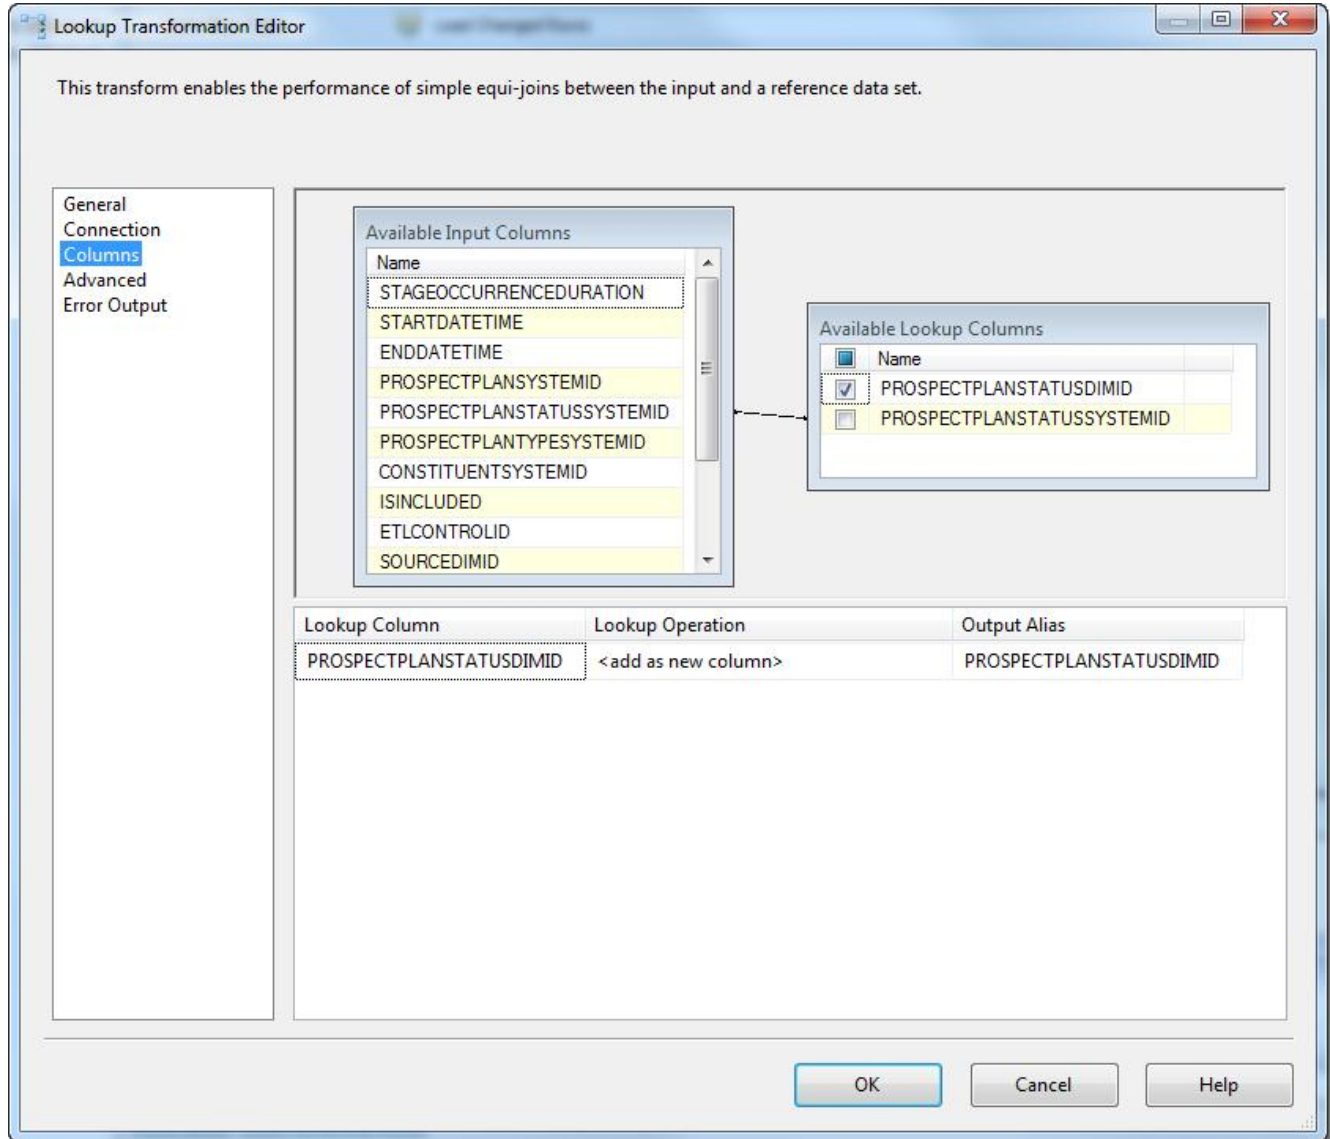 Lookup Transformation Editor
This transform enables the performance of simple equi-joins between the input and a reference data set.
General
Connection
Columns
Advanced
Error Output
Available Input Columns
Name
STAGEOCCURRENCEDURATION
STARTDATETIME
ENDDATETIME
PROSPECTPLANSYSTEMID
PROSPECTPLANSTATUSSYSTEMID
PROSPECTPLANTYPESYSTEMID
CONSTITUENTSYSTEMID
ISINCLUDED
ETLCONTROLID
SOURCEDIMID
Available Lookup Columns
Name
PROSPECTPLANSTATUSDIMID
PROSPECTPLANSTATUSSYSTEMID
Lookup Column Lookup Operation Output Alias
PROSPECTPLANSTATUSDIMID <add as new column> PROSPECTPLANSTATUSDIMID
OK Cancel Help